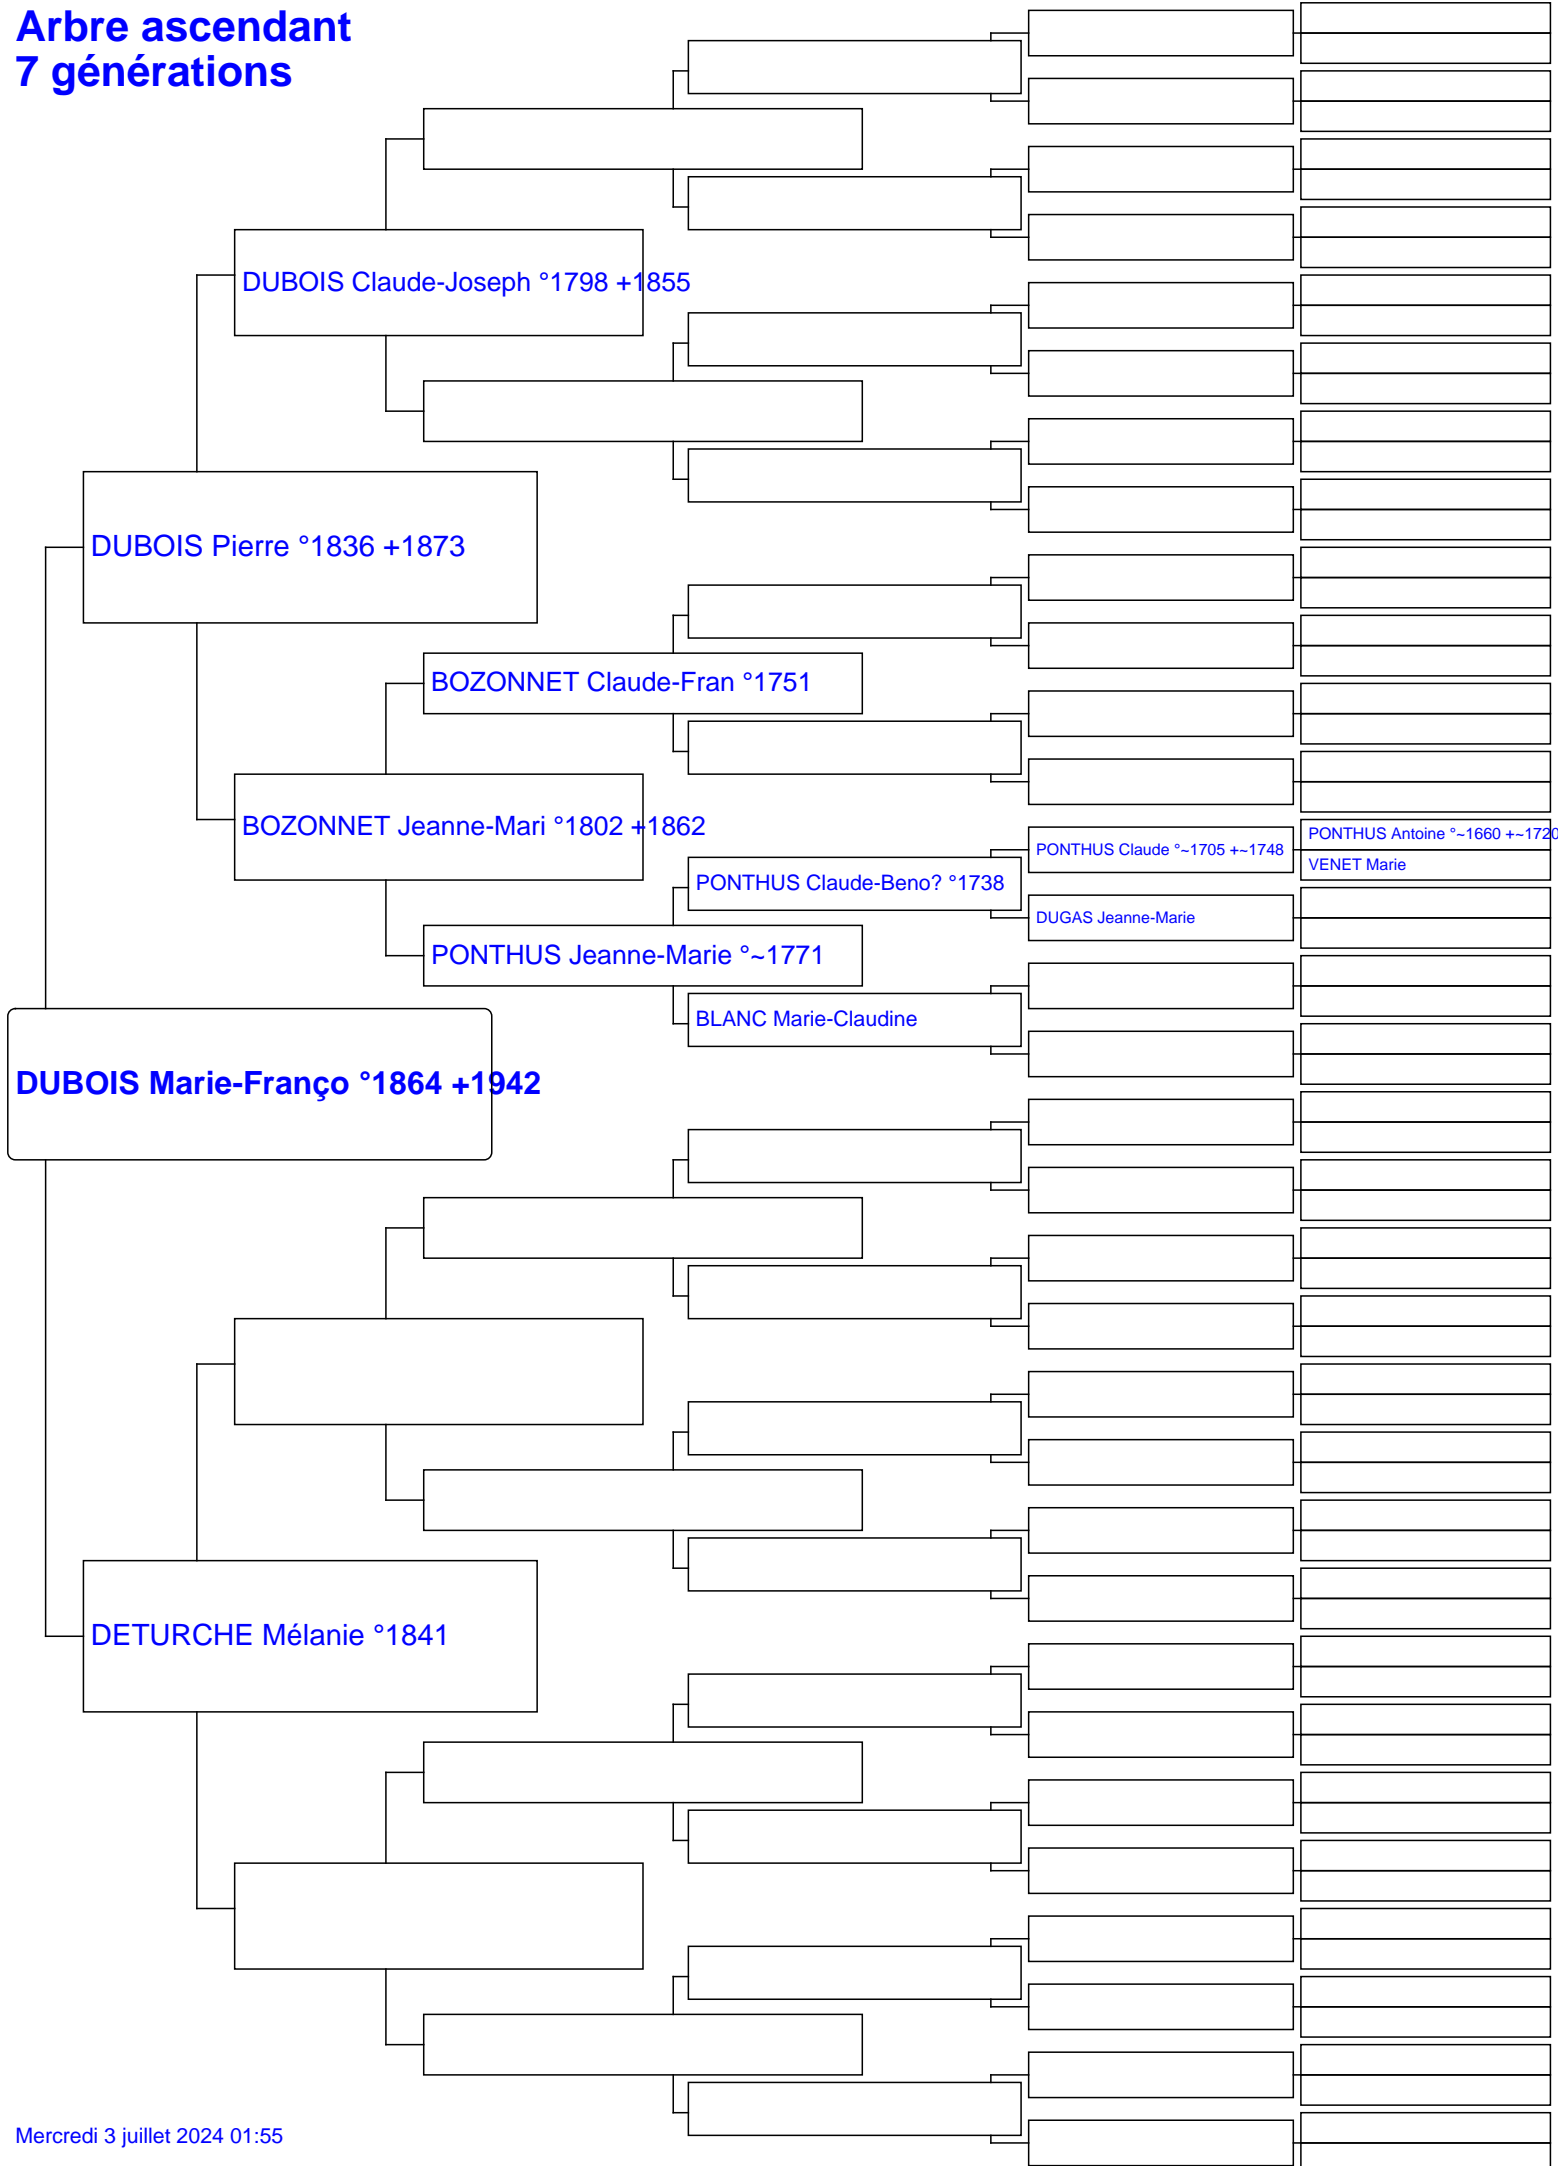 Arbre ascendant
7 générations
DUBOIS Claude-Joseph °1798 +1855
DUBOIS Pierre °1836 +1873
BOZONNET Claude-Fran °1751
BOZONNET Jeanne-Mari °1802 +1862
PONTHUS Antoine °~1660 +~1720
PONTHUS Claude °~1705 +~1748
VENET Marie
PONTHUS Claude-Beno? °1738
DUGAS Jeanne-Marie
PONTHUS Jeanne-Marie °~1771
BLANC Marie-Claudine
DUBOIS Marie-Franço °1864 +1942
DETURCHE Mélanie °1841
Mercredi 3 juillet 2024 01:55